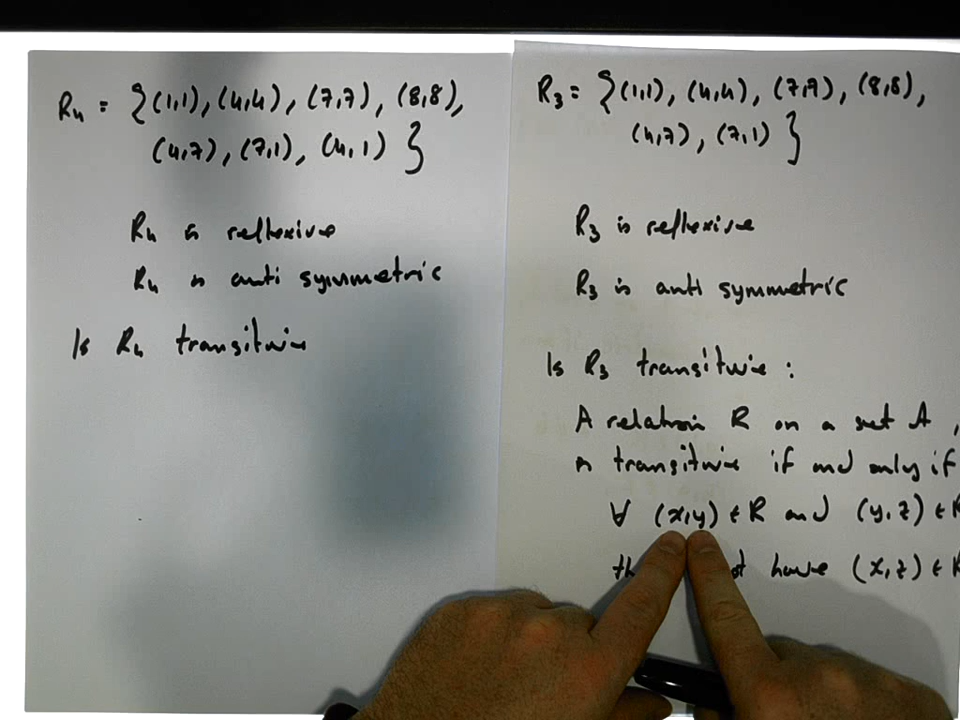 R4 = {(1,1), (4,4), (7,7), (8,8),
(4,7), (7,1), (4,1) }
R4 is reflexive
R4 is anti symmetric
Is R4 transitive
R3 = {(1,1), (4,4), (7,7), (8,8),
(4,7), (7,1) }
R3 is reflexive
R3 is anti symmetric
Is R3 transitive :
A relation R on a set A,
is transitive if and only if
∀ (x,y) ∈ R and (y,z) ∈ R
have (x,z) ∈ R